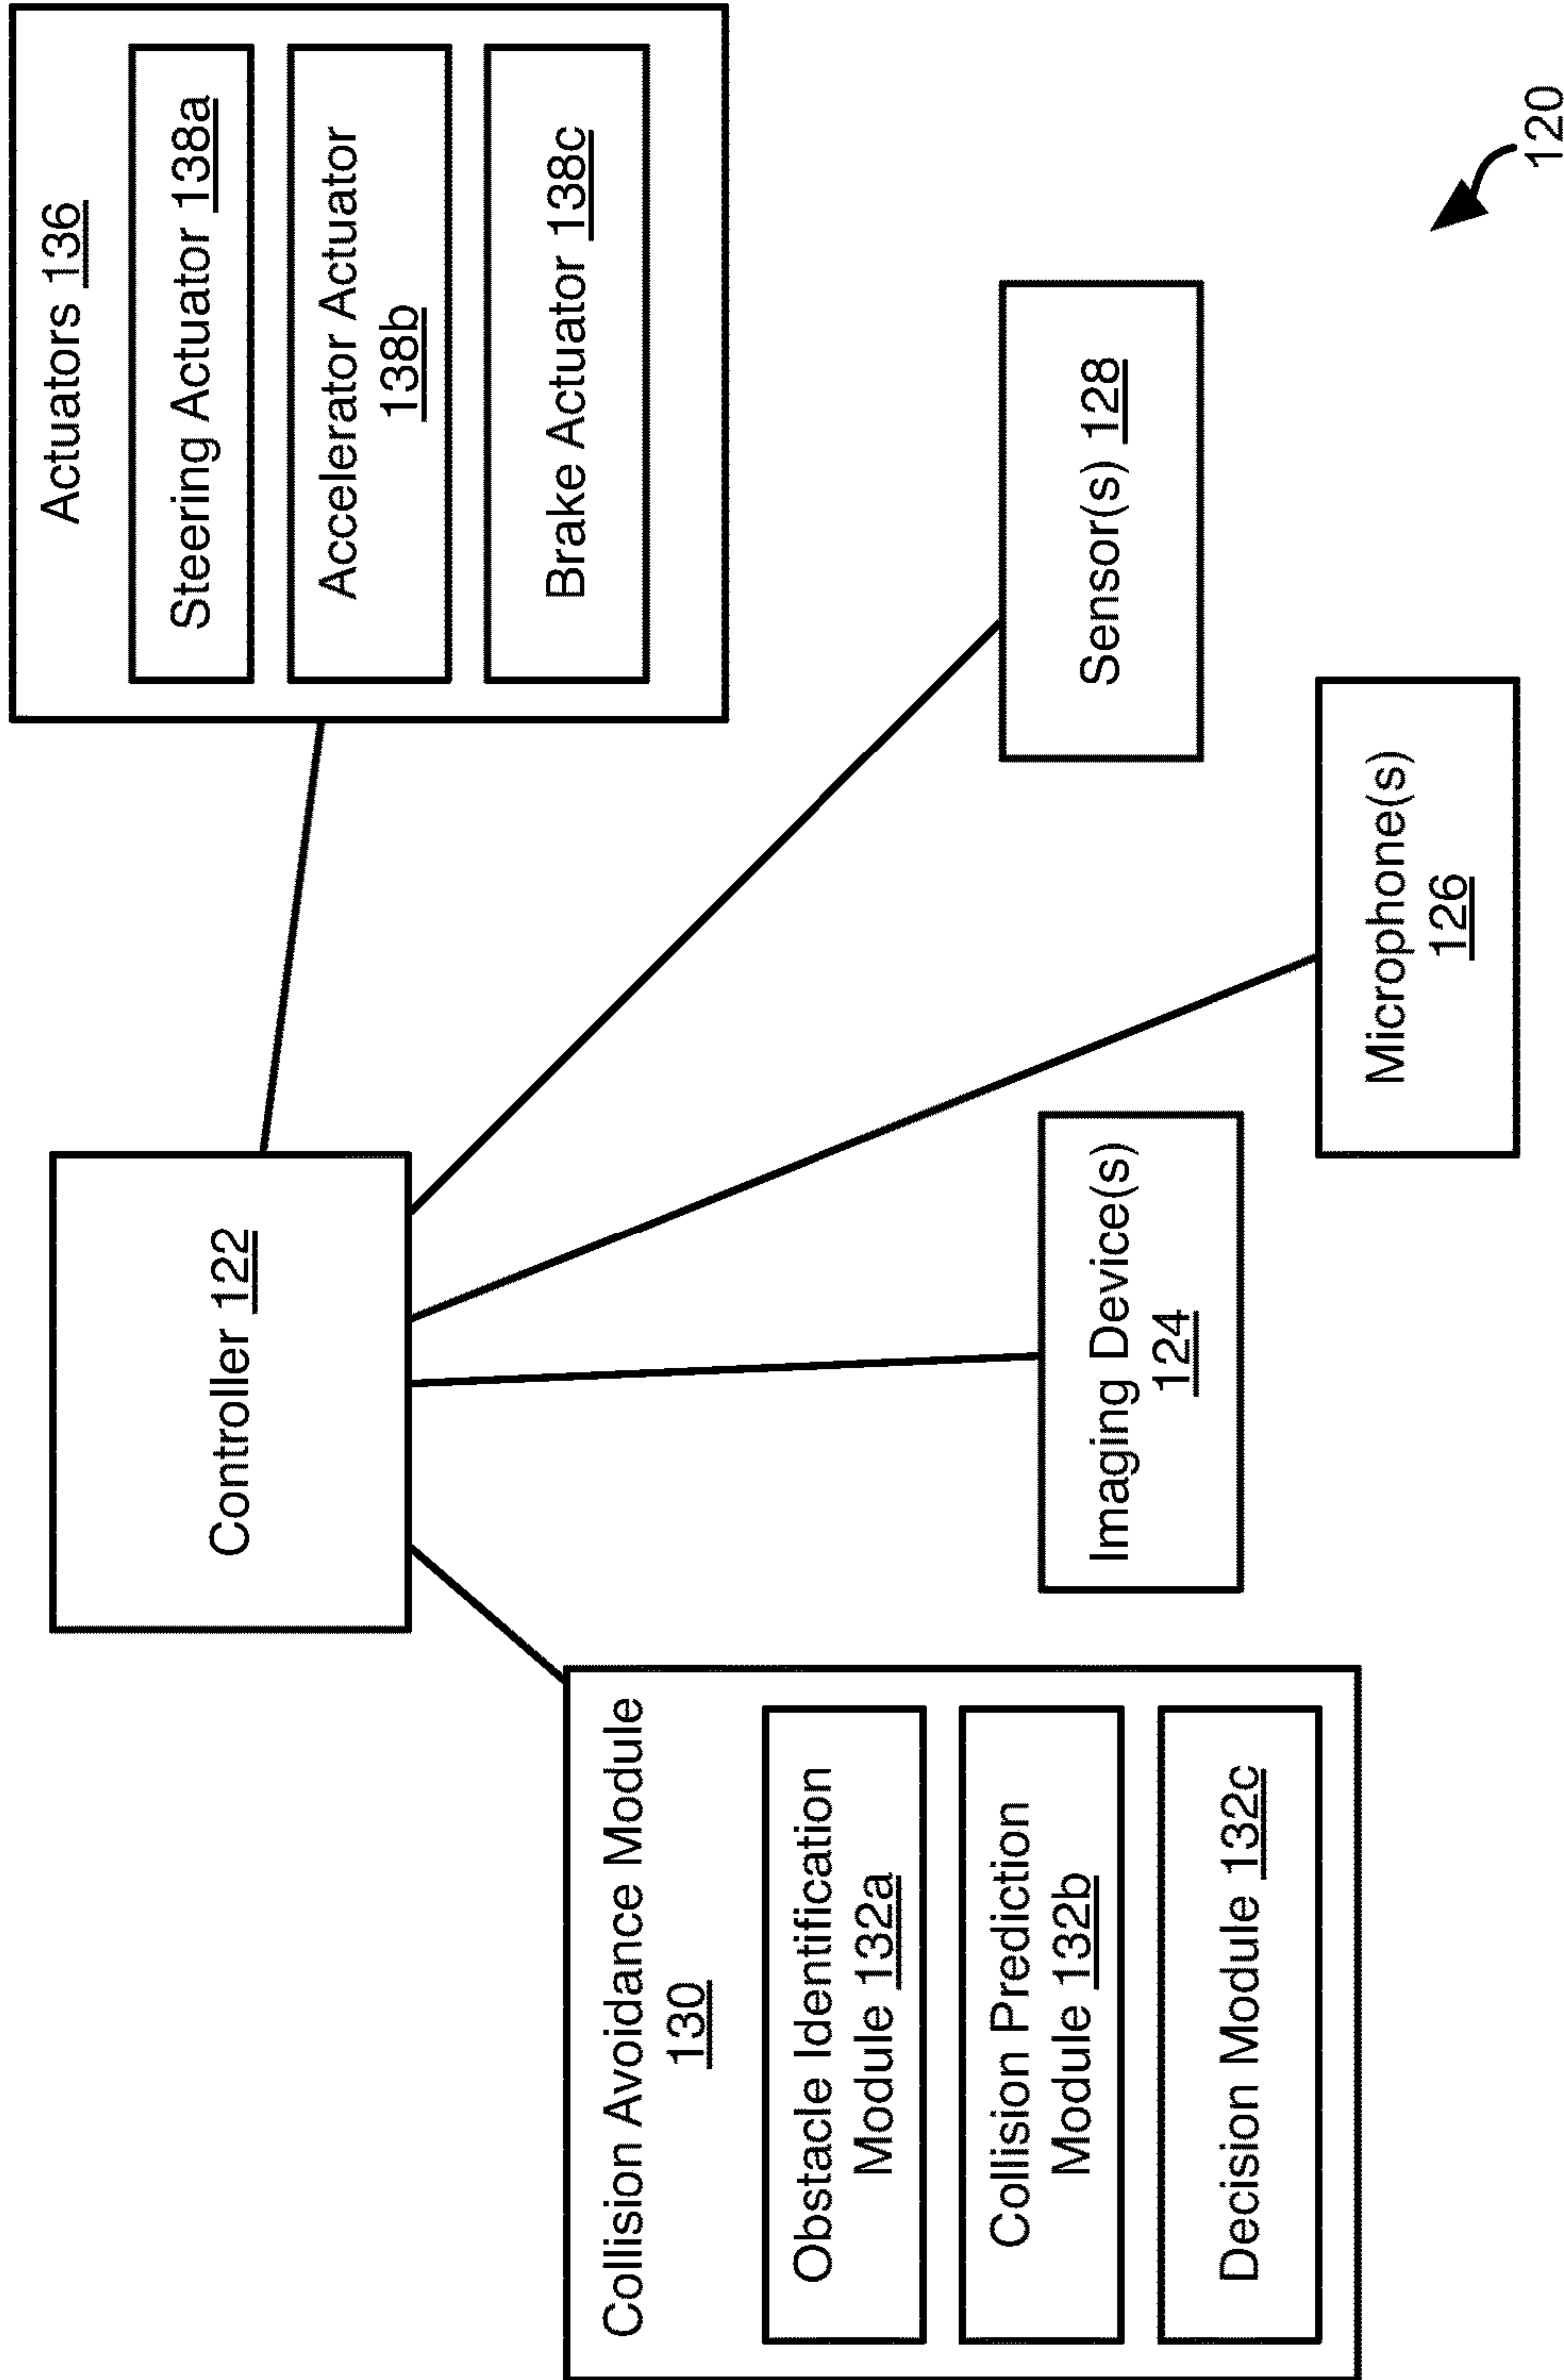 Controller 122
Actuators 136
Steering Actuator 138a
Accelerator Actuator
138b
Brake Actuator 138c
Collision Avoidance Module
130
Obstacle Identification
Module 132a
Collision Prediction
Module 132b
Decision Module 132c
Imaging Device(s)
124
Microphone(s)
126
Sensor(s) 128
120